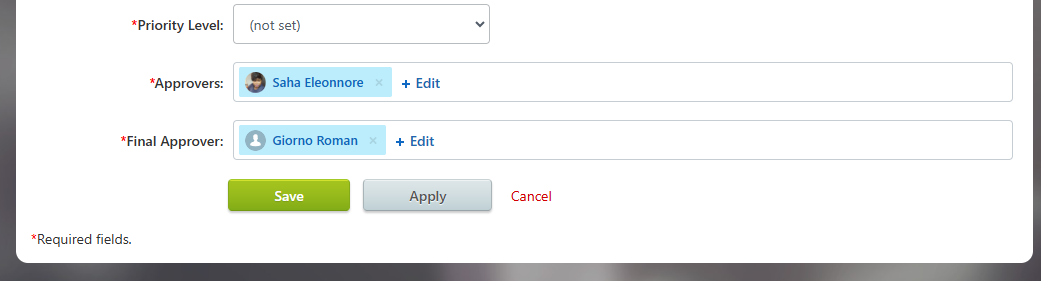 *Priority Level: (not set)
*Approvers: Saha Eleonnore × + Edit
*Final Approver: Giorno Roman × + Edit
Save Apply Cancel
*Required fields.